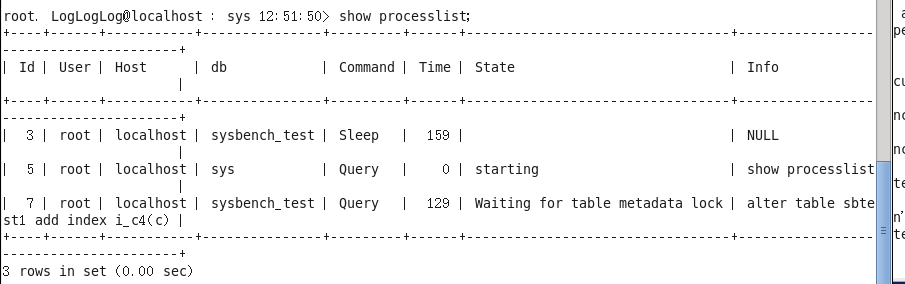 root. LogLogLog@localhost : sys 12:51:50> show processlist;
+----+------+-----------+----------------+---------+------+---------------------------------+-----------------
---------------------+
| Id | User | Host      | db             | Command | Time | State                           | Info
                     |
+----+------+-----------+----------------+---------+------+---------------------------------+-----------------
---------------------+
|  3 | root | localhost | sysbench_test | Sleep   |  159 |                                 | NULL
                     |
|  5 | root | localhost | sys            | Query   |    0 | starting                        | show processlist
                     |
|  7 | root | localhost | sysbench_test | Query   |  129 | Waiting for table metadata lock | alter table sbte
st1 add index i_c4(c) |
+----+------+-----------+----------------+---------+------+---------------------------------+-----------------
---------------------+
3 rows in set (0.00 sec)